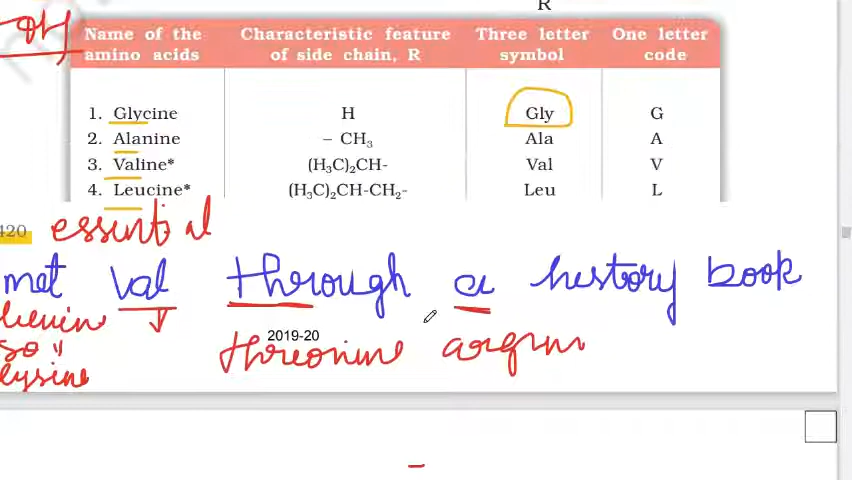 R
Name of the amino acids Characteristic feature of side chain, R Three letter symbol One letter code
1. Glycine H Gly G
2. Alanine – CH₃ Ala A
3. Valine* (H₃C)₂CH- Val V
4. Leucine* (H₃C)₂CH-CH₂- Leu L
420 essential
met val through a history book
2019-20
threonine
lysine